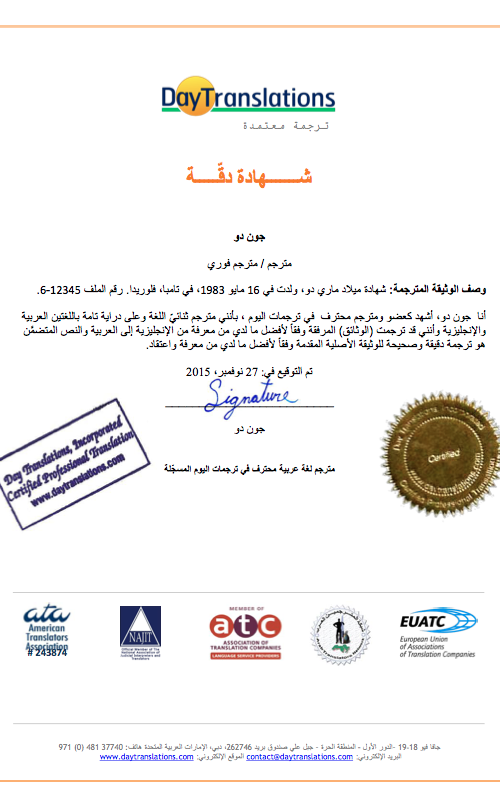 DayTranslations
ترجمة معتمدة
شـــــــهادة دقّـــــة
جون دو
مترجم / مترجم فوري
وصف الوثيقة المترجمة: شهادة ميلاد ماري دو، ولدت في 16 مايو 1983، في تامبا، فلوريدا. رقم الملف 12345-6.
أنا جون دو، أشهد كعضو ومترجم محترف في ترجمات اليوم ، بأنني مترجم ثنائيّ اللغة وعلى دراية تامة باللغتين العربية
والإنجليزية وأنني قد ترجمت (الوثائق) المرفقة وفقاً لأفضل ما لدي من معرفة من الإنجليزية إلى العربية والنص المتضمّن
هو ترجمة دقيقة وصحيحة للوثيقة الأصلية المقدمة وفقاً لأفضل ما لدي من معرفة واعتقاد.
تم التوقيع في: 27 نوفمبر، 2015
Signature
جون دو
مترجم لغة عربية محترف في ترجمات اليوم المسجّلة
Day Translations, Incorporated
Certified Professional Translation
www.daytranslations.com
Certified
ata
American
Translators
Association
# 243874
NAJIT
Official Member of The
National Association of
Judicial Interpreters and
Translators
MEMBER OF
atc
ASSOCIATION OF
TRANSLATION COMPANIES
LANGUAGE SERVICE PROVIDERS
EUATC
European Union
of Associations
of Translation Companies
جافا فيو 18-19 -الدور الأول - المنطقة الحرة - جبل علي صندوق بريد 262746، دبي، الإمارات العربية المتحدة هاتف: 37740 481 (0) 971
البريد الإلكتروني: contact@daytranslations.com الموقع الإلكتروني: www.daytranslations.com